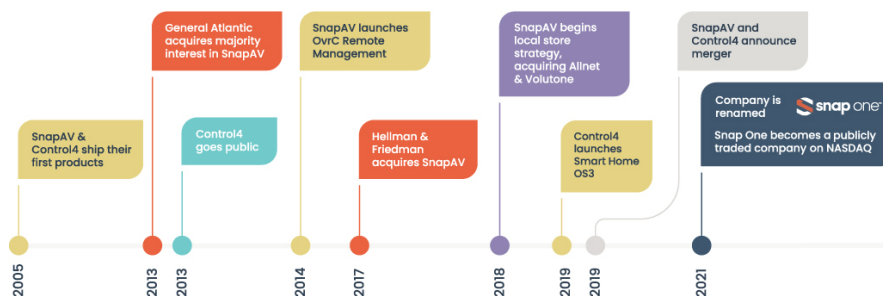 General Atlantic
acquires majority
interest in SnapAV
SnapAV launches
OvrC Remote
Management
SnapAV begins
local store
strategy,
acquiring Allnet
& Volutone
SnapAV and
Control4 announce
merger
SnapAV &
Control4 ship their
first products
Control4
goes public
Hellman &
Friedman
acquires SnapAV
Control4
launches
Smart Home
OS3
Company is
renamed
snap one™
Snap One becomes a publicly
traded company on NASDAQ
2005
2013
2013
2014
2017
2018
2019
2019
2021